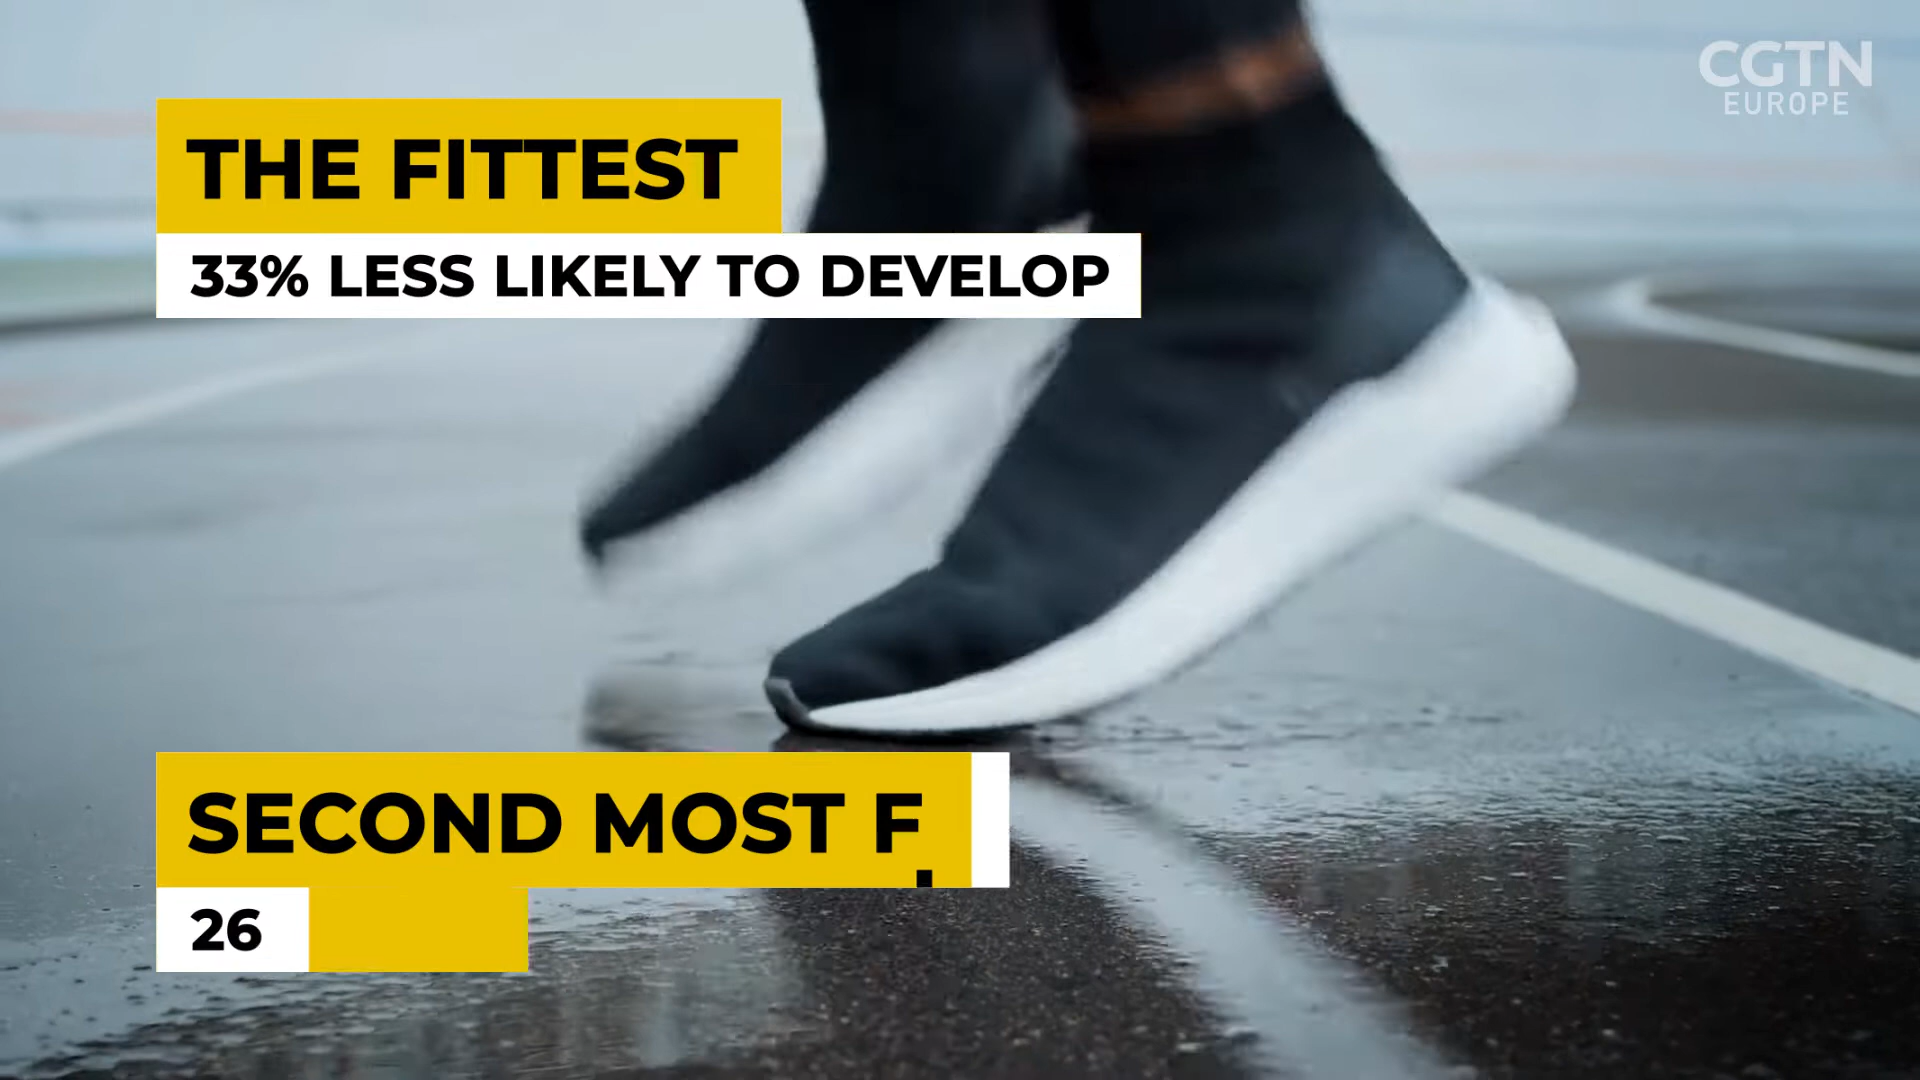 CGTN
EUROPE
THE FITTEST
33% LESS LIKELY TO DEVELOP
SECOND MOST F
26